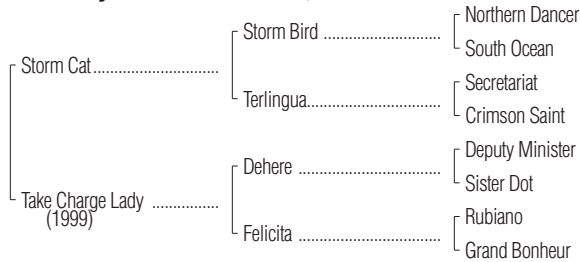 Northern Dancer
Storm Bird ..............................
South Ocean
Storm Cat.................................
Secretariat
Terlingua.................................
Crimson Saint
Deputy Minister
Dehere ....................................
Sister Dot
Take Charge Lady .................
(1999)
Rubiano
Felicita ....................................
Grand Bonheur